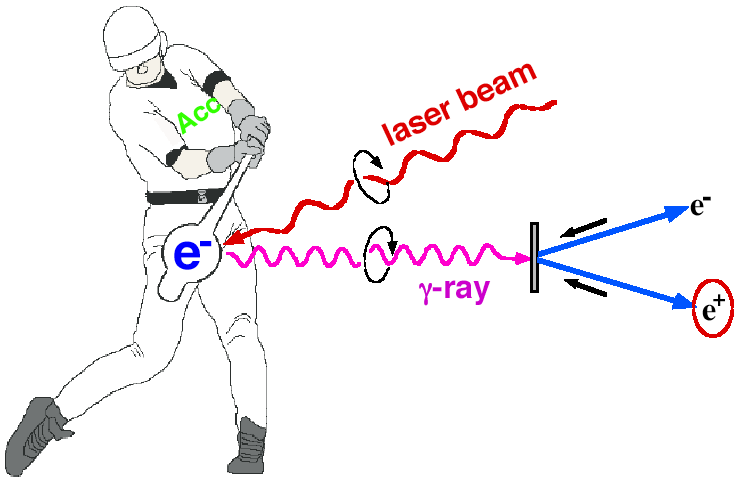 Acc
laser beam
e-
e-
γ-ray
e+